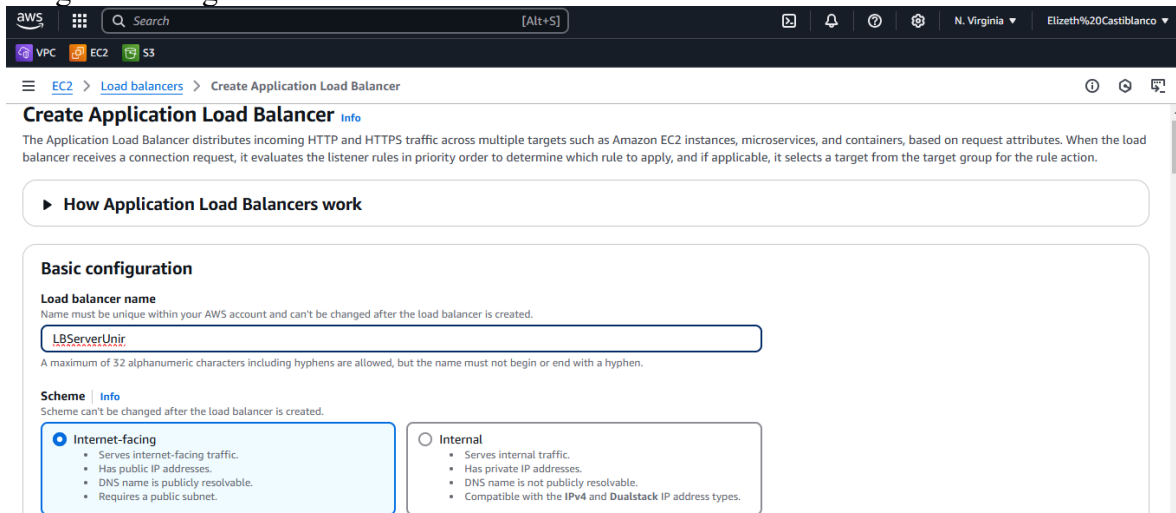 aws
Search
[Alt+S]
N. Virginia ▼
Elizeth%20Castiblanco ▼
VPC EC2 S3
EC2 > Load balancers > Create Application Load Balancer
Create Application Load Balancer Info
The Application Load Balancer distributes incoming HTTP and HTTPS traffic across multiple targets such as Amazon EC2 instances, microservices, and containers, based on request attributes. When the load
balancer receives a connection request, it evaluates the listener rules in priority order to determine which rule to apply, and if applicable, it selects a target from the target group for the rule action.
▶ How Application Load Balancers work
Basic configuration
Load balancer name
Name must be unique within your AWS account and can't be changed after the load balancer is created.
LBServerUnir
A maximum of 32 alphanumeric characters including hyphens are allowed, but the name must not begin or end with a hyphen.
Scheme | Info
Scheme can't be changed after the load balancer is created.
Internet-facing
• Serves internet-facing traffic.
• Has public IP addresses.
• DNS name is publicly resolvable.
• Requires a public subnet.
Internal
• Serves internal traffic.
• Has private IP addresses.
• DNS name is not publicly resolvable.
• Compatible with the IPv4 and Dualstack IP address types.